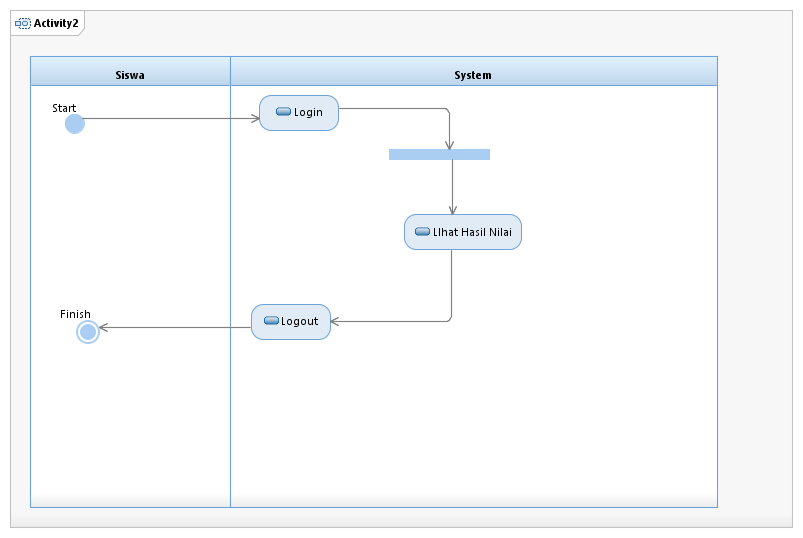 Activity2
Siswa
System
Start
Login
LIhat Hasil Nilai
Finish
Logout